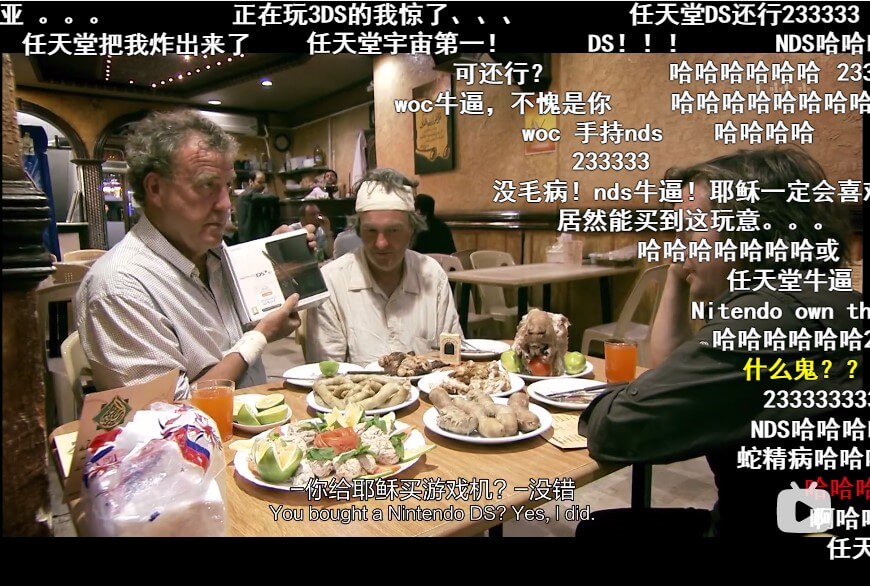 亚 。。。
正在玩3DS的我惊了、、、
任天堂DS还行233333
任天堂把我炸出来了
任天堂宇宙第一！
DS！！！
NDS哈哈
可还行？
哈哈哈哈哈哈 23
woc牛逼，不愧是你
哈哈哈哈哈哈哈哈
woc 手持nds
哈哈哈哈
233333
没毛病！nds牛逼！耶稣一定会喜
居然能买到这玩意。。。
哈哈哈哈哈哈哈或
任天堂牛逼
Nitendo own th
哈哈哈哈哈哈2
什么鬼？？
233333333
NDS哈哈哈
蛇精病哈哈
哈哈
啊哈
任天
-你给耶稣买游戏机？-没错
You bought a Nintendo DS? Yes, I did.